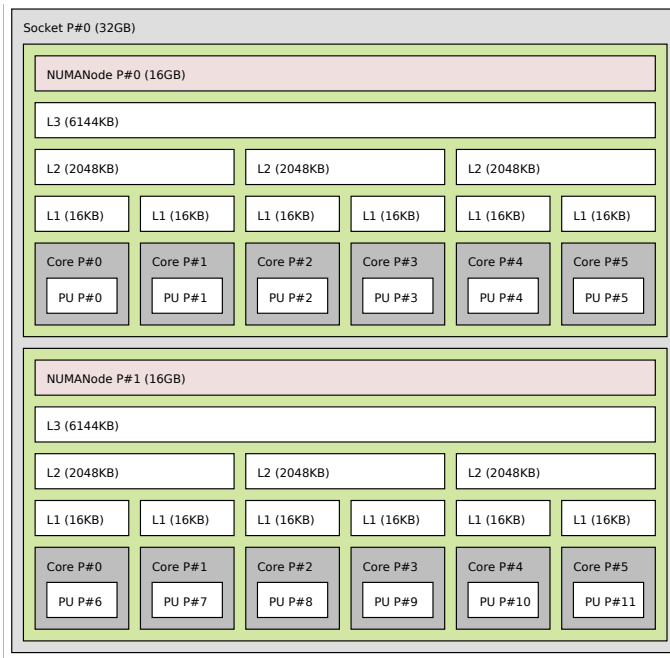 Socket P#0 (32GB)
NUMANode P#0 (16GB)
L3 (6144KB)
L2 (2048KB) L2 (2048KB) L2 (2048KB)
L1 (16KB) L1 (16KB) L1 (16KB) L1 (16KB) L1 (16KB) L1 (16KB)
Core P#0 Core P#1 Core P#2 Core P#3 Core P#4 Core P#5
PU P#0 PU P#1 PU P#2 PU P#3 PU P#4 PU P#5
NUMANode P#1 (16GB)
L3 (6144KB)
L2 (2048KB) L2 (2048KB) L2 (2048KB)
L1 (16KB) L1 (16KB) L1 (16KB) L1 (16KB) L1 (16KB) L1 (16KB)
Core P#0 Core P#1 Core P#2 Core P#3 Core P#4 Core P#5
PU P#6 PU P#7 PU P#8 PU P#9 PU P#10 PU P#11